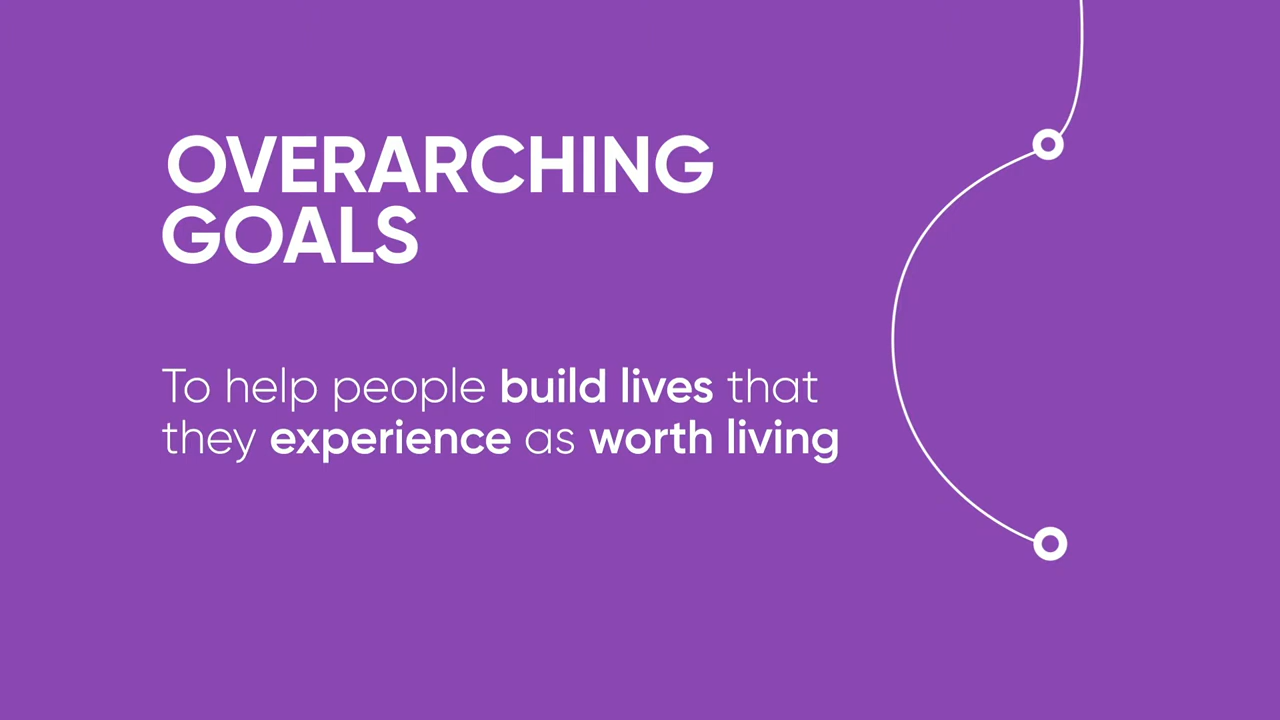 OVERARCHING
GOALS
To help people build lives that
they experience as worth living